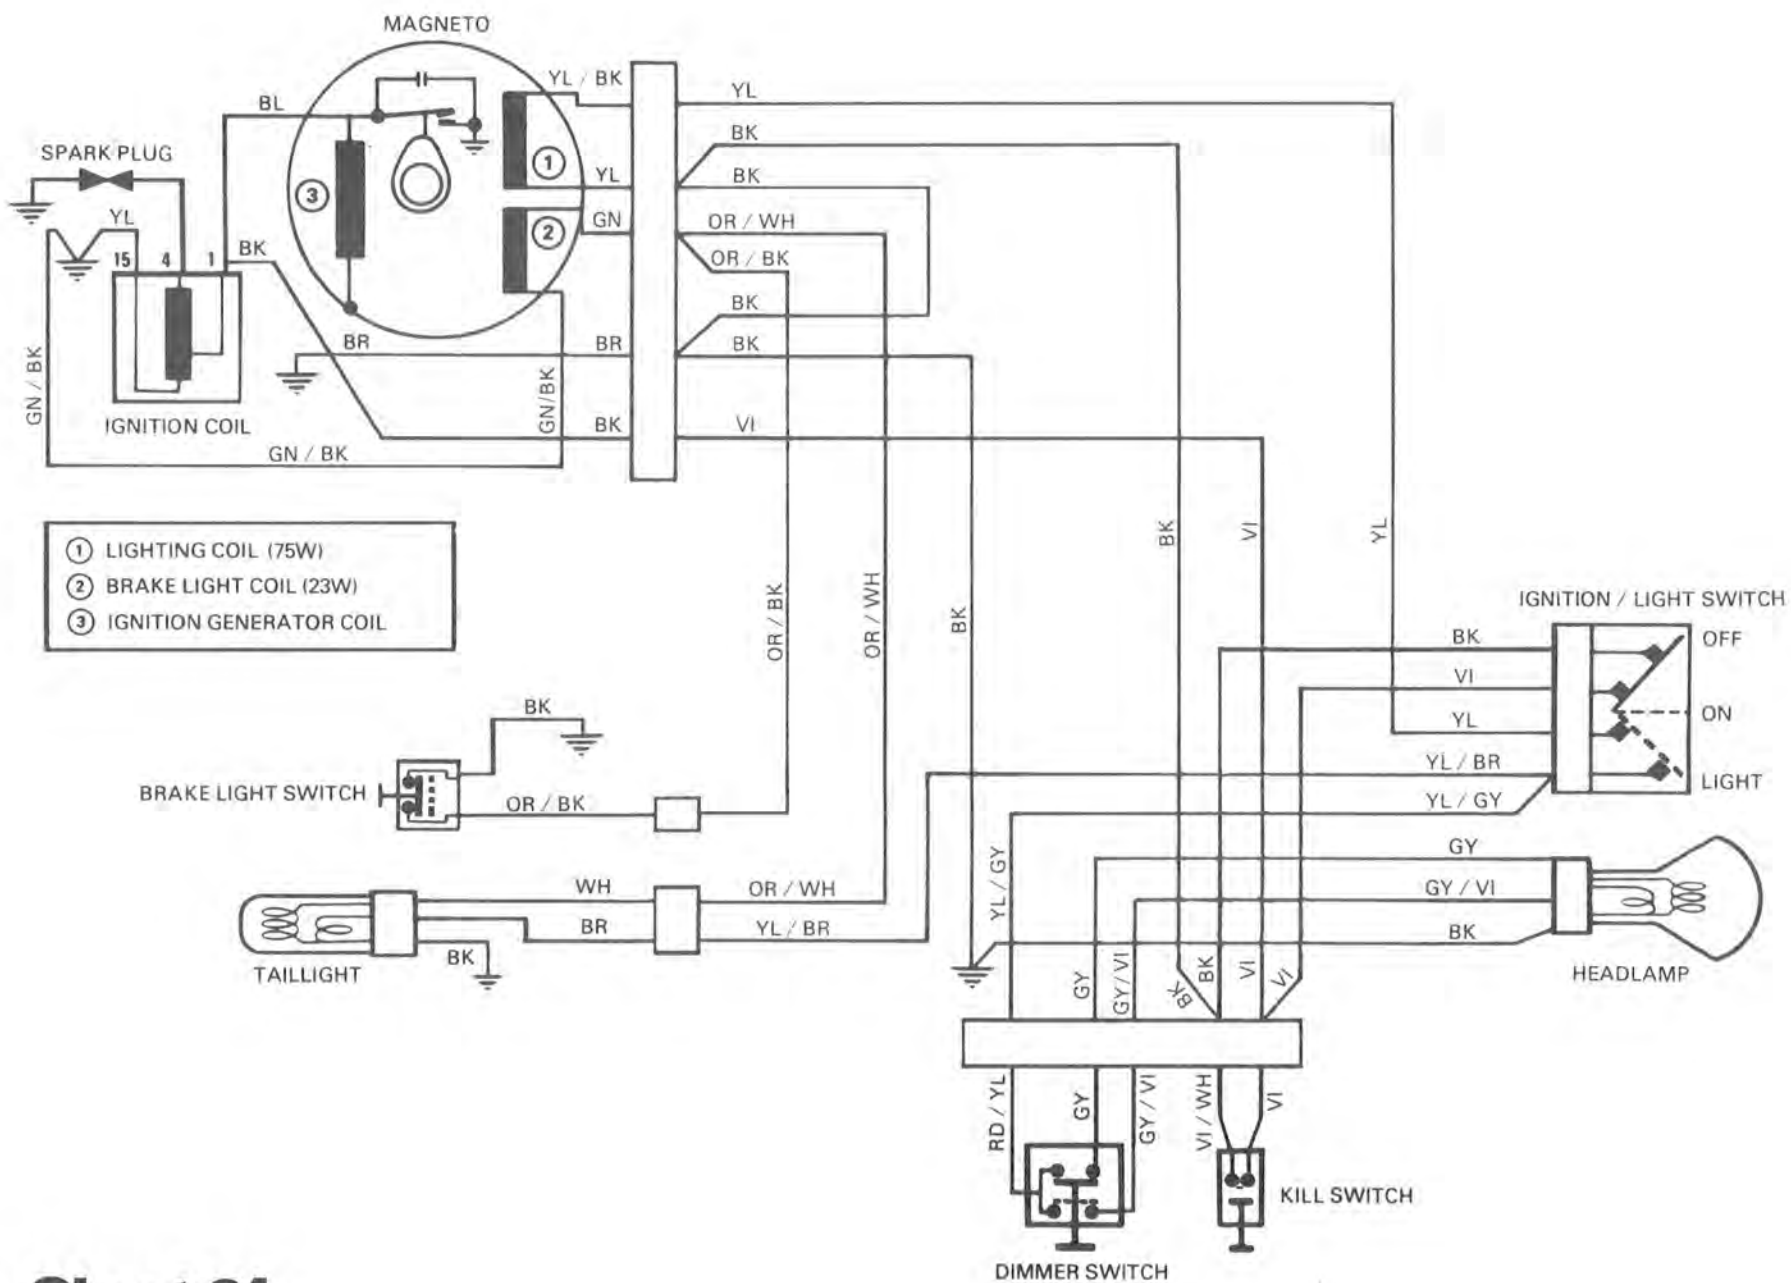 MAGNETO
YL / BK
YL
BL
BK
SPARK PLUG
1
BK
YL
3
YL
2
GN
OR / WH
15 4 1
BK
OR / BK
BK
BR
BR
BK
GN / BK
GN/BK
IGNITION COIL
BK
VI
GN / BK
1 LIGHTING COIL (75W)
2 BRAKE LIGHT COIL (23W)
3 IGNITION GENERATOR COIL
BK
VI
YL
OR / BK
OR / WH
BK
IGNITION / LIGHT SWITCH
BK
OFF
VI
YL
ON
YL / BR
LIGHT
YL / GY
BK
BRAKE LIGHT SWITCH
OR / BK
GY
YL / GY
WH
OR / WH
GY / VI
BR
YL / BR
BK
BK
TAILLIGHT
HEADLAMP
GY
GY/VI
BK
BK
VI
VI
RD / YL
GY
GY / VI
VI / WH
VI
KILL SWITCH
DIMMER SWITCH